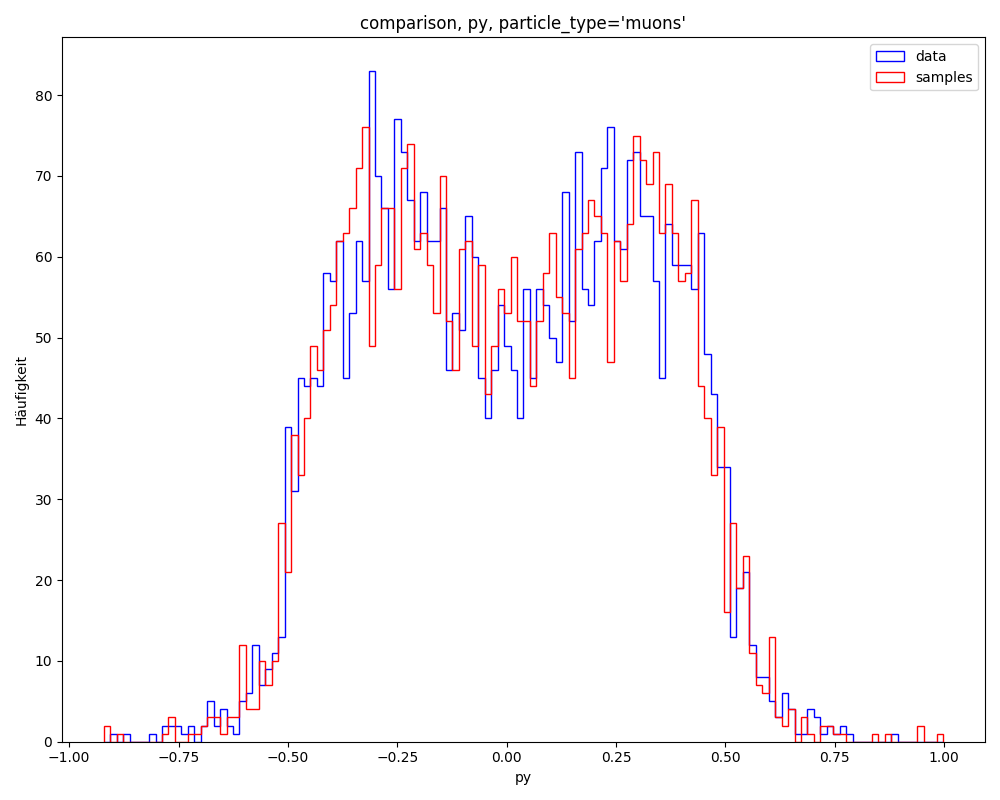 comparison, py, particle_type='muons'
data
samples
Häufigkeit
80
70
60
50
40
30
20
10
0
−1.00 −0.75 −0.50 −0.25 0.00 0.25 0.50 0.75 1.00
py